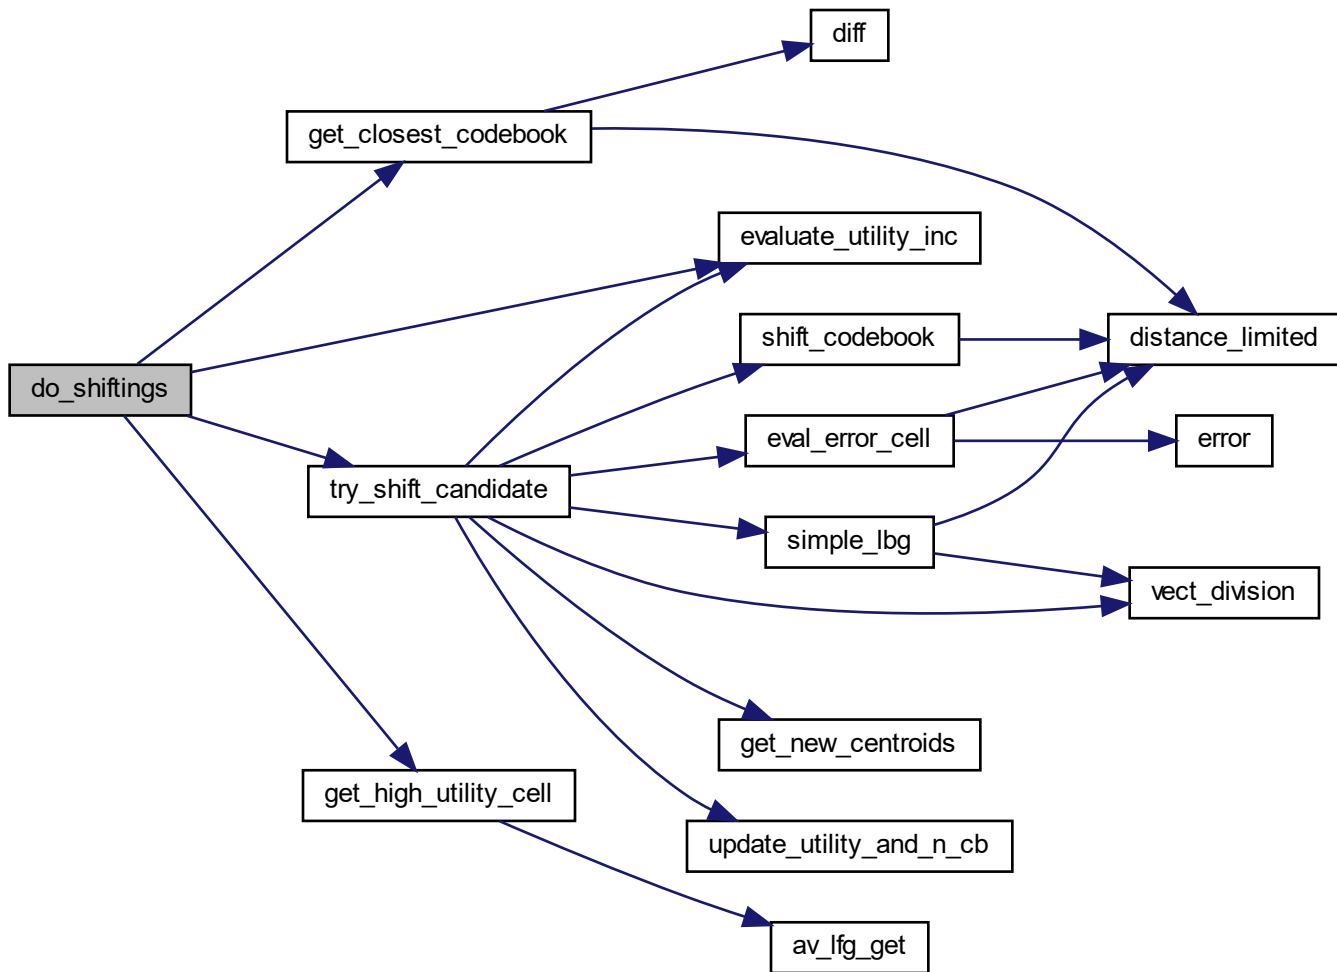 diff
get_closest_codebook
evaluate_utility_inc
shift_codebook
distance_limited
do_shiftings
eval_error_cell
error
try_shift_candidate
simple_lbg
vect_division
get_new_centroids
get_high_utility_cell
update_utility_and_n_cb
av_lfg_get